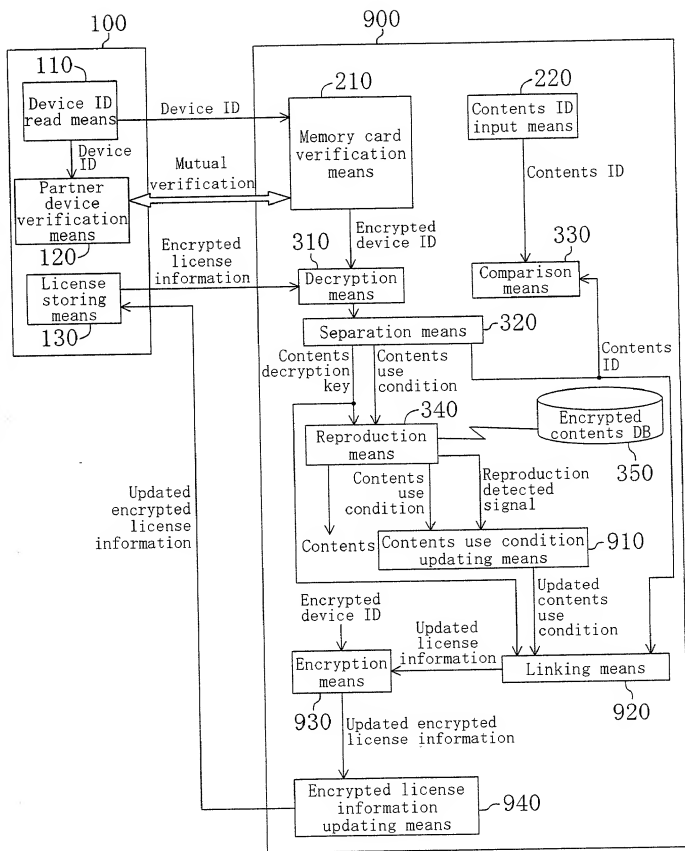 100
900
110
210
220
Device ID
read means
Device ID
Memory card
verification
means
Contents ID
input means
Device
ID
Mutual
verification
Contents ID
Partner
device
verification
means
120
Encrypted
device ID
Encrypted
license
information
310
330
License
storing
means
130
Decryption
means
Comparison
means
Separation means
320
Contents
decryption
key
Contents
use
condition
Contents
ID
340
Reproduction
means
Encrypted
contents DB
350
Contents
use
condition
Reproduction
detected
signal
Updated
encrypted
license
information
Contents
Contents use condition
updating means
910
Encrypted
device ID
Updated
contents
use
condition
Updated
license
information
Encryption
means
Linking means
930
920
Updated encrypted
license information
Encrypted license
information
updating means
940